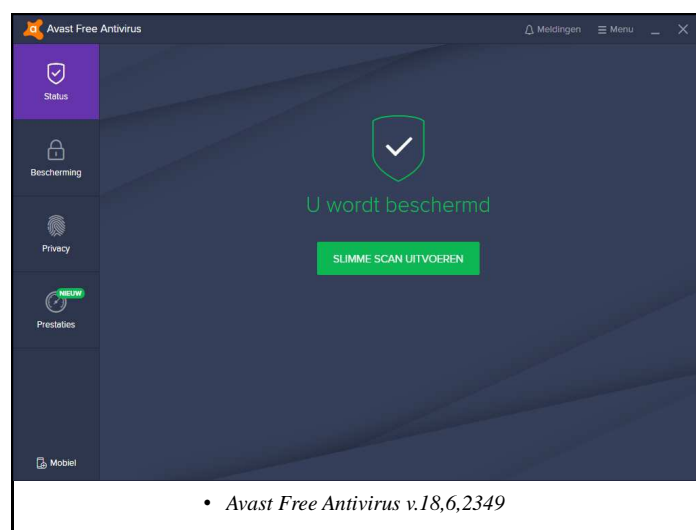 Avast Free Antivirus
Meldingen
Menu
Status
Bescherming
Privacy
NIEUW
Prestaties
Mobiel
U wordt beschermd
SLIMME SCAN UITVOEREN
• Avast Free Antivirus v.18,6,2349